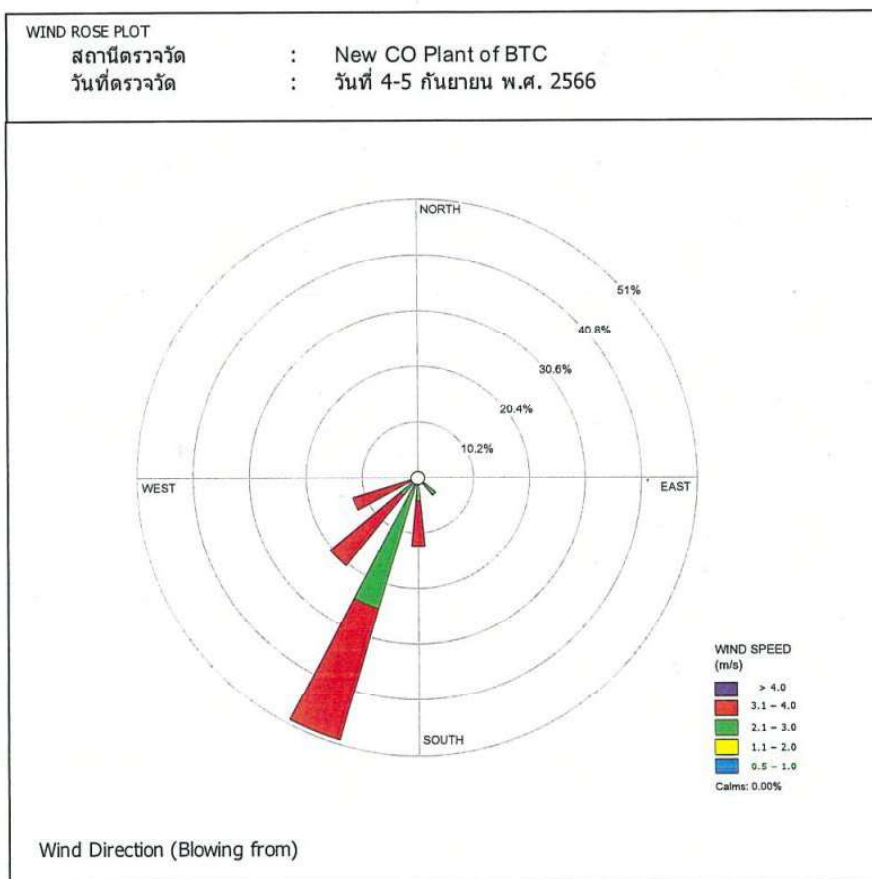 WIND ROSE PLOT
สถานีตรวจวัด : New CO Plant of BTC
วันที่ตรวจวัด : วันที่ 4-5 กันยายน พ.ศ. 2566
NORTH
51%
40.8%
30.6%
20.4%
10.2%
WEST
EAST
SOUTH
WIND SPEED
(m/s)
> 4.0
3.1 – 4.0
2.1 – 3.0
1.1 – 2.0
0.5 – 1.0
Calms: 0.00%
Wind Direction (Blowing from)